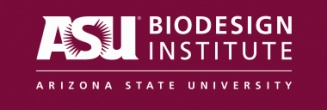 ASU BIODESIGN
INSTITUTE
ARIZONA STATE UNIVERSITY